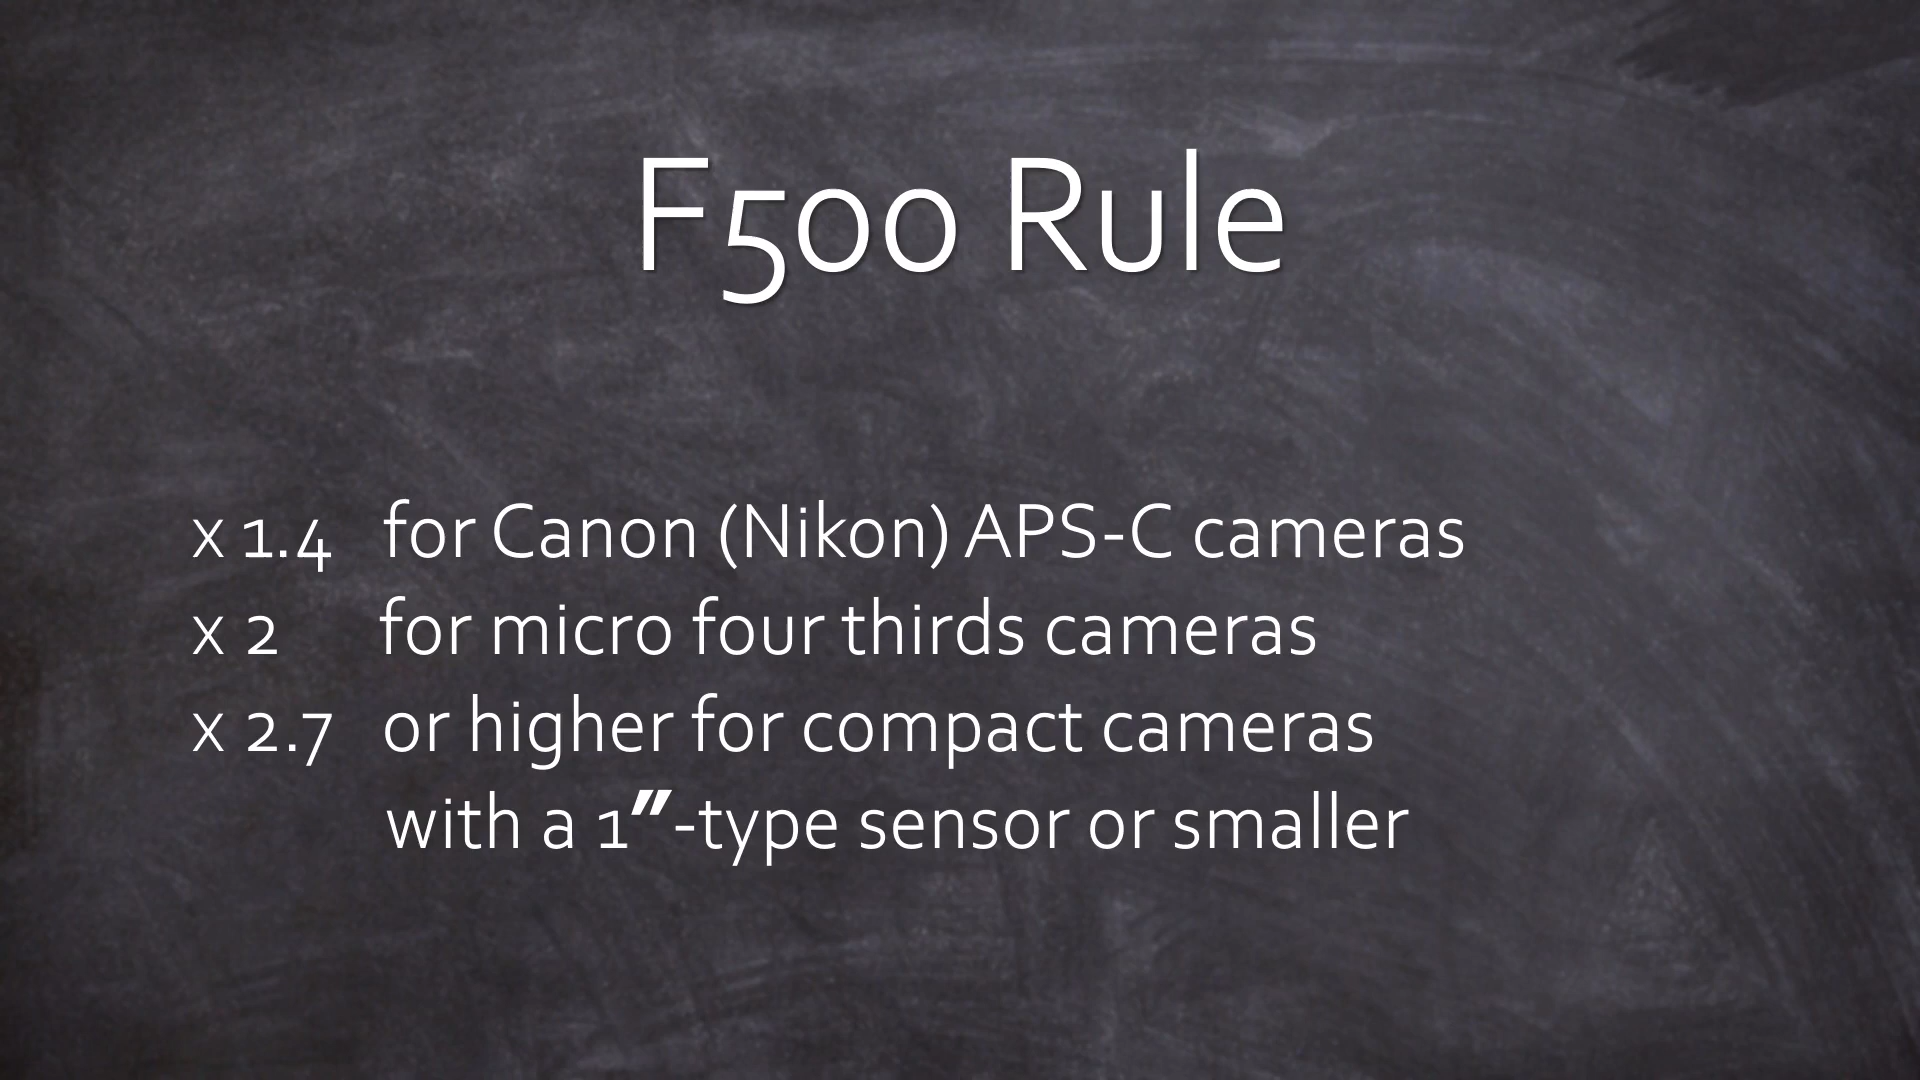 F500 Rule
x 1.4 for Canon (Nikon) APS-C cameras
x 2 for micro four thirds cameras
x 2.7 or higher for compact cameras
with a 1″-type sensor or smaller